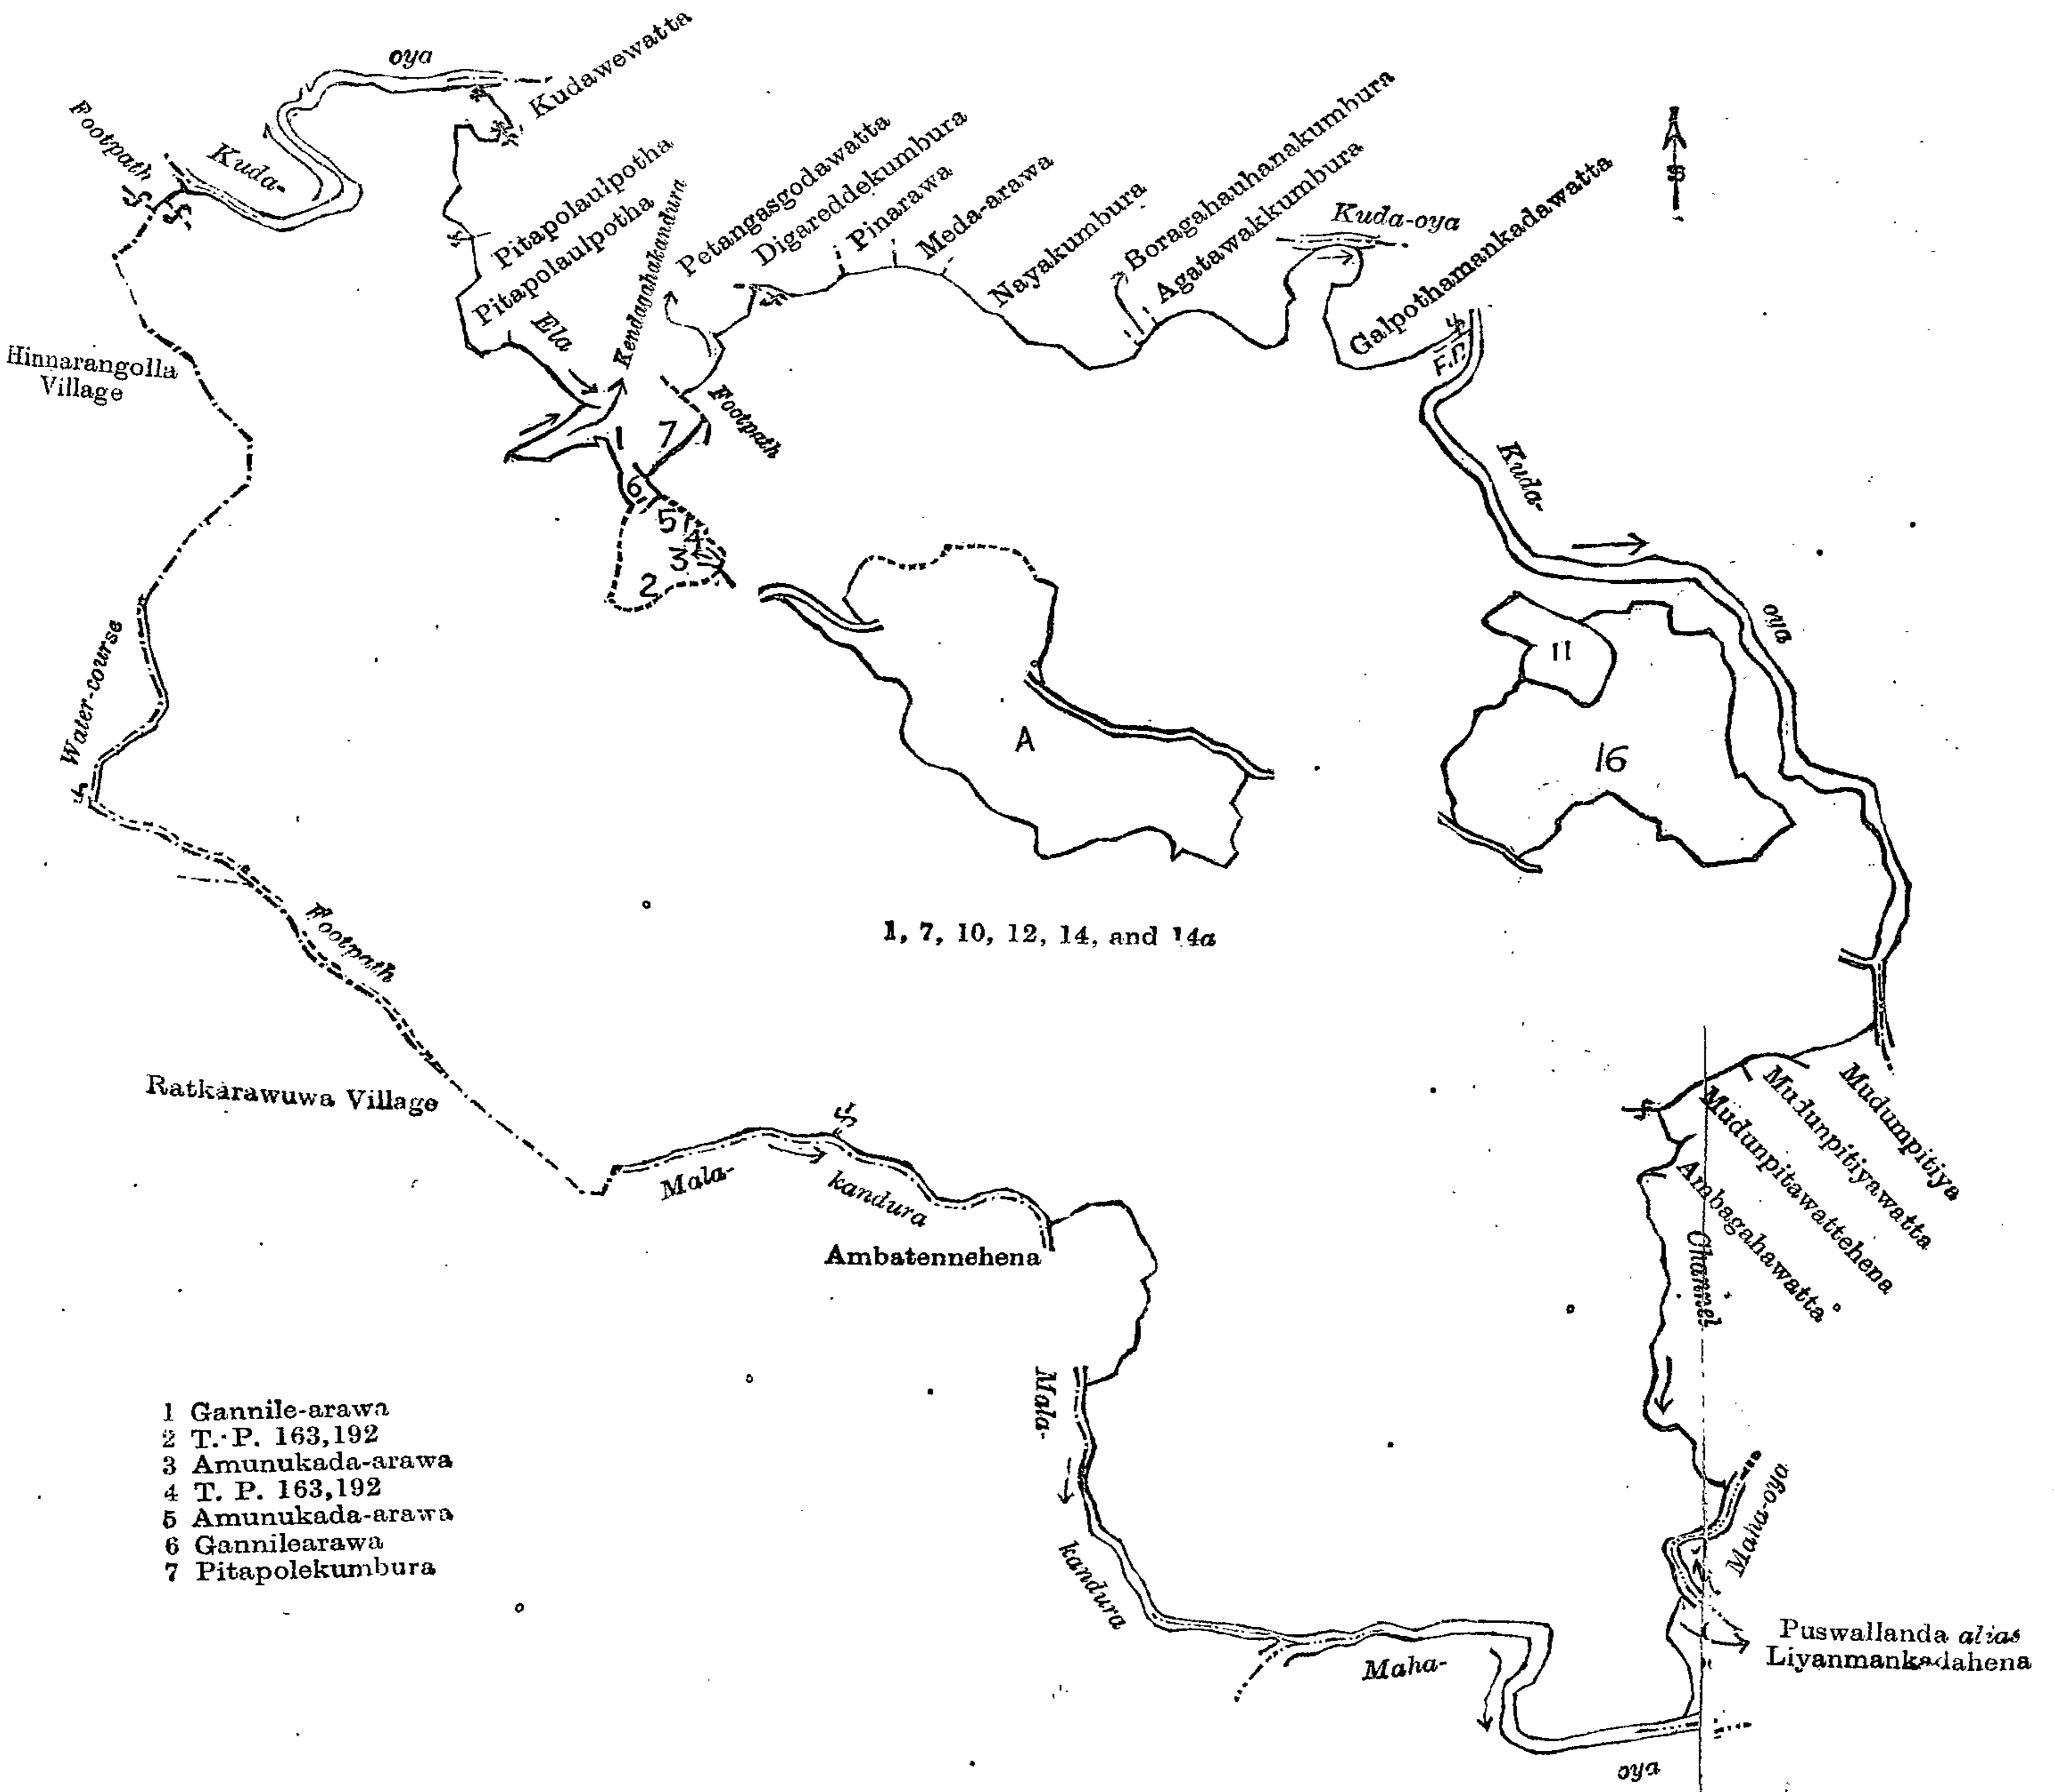 oya
Kudawewatta
Footpath
Kuda-
Pitapolaulpotha
Pitapolaulpotha
Kendagahakandura
Petangasgodawatta
Digareddekumbura
Pinarawa
Meda-arawa
Nayakumbura
Boragahauhanakumbura
Agatawakkumbura
Kuda-oya
Galpothamankadawatta
F.P.
Ela
Hinnarangolla
Village
Footpath
1
7
6
5
4
3
2
Kuda-
oya
11
16
A
Water-course
Footpath
1, 7, 10, 12, 14, and 14a
Ratkarawuwa Village
Mala-
kandura
Ambatennehena
Mudumpitiya
Mudunpitiyawatta
Mudunpitawattehena
Ambagahawatta
Channel
Mala-
kandura
1 Gannile-arawa
2 T. P. 163,192
3 Amunukada-arawa
4 T. P. 163,192
5 Amunukada-arawa
6 Gannilearawa
7 Pitapolekumbura
Maha-oya
Puswallanda alias
Liyanmankadahena
Maha-
oya